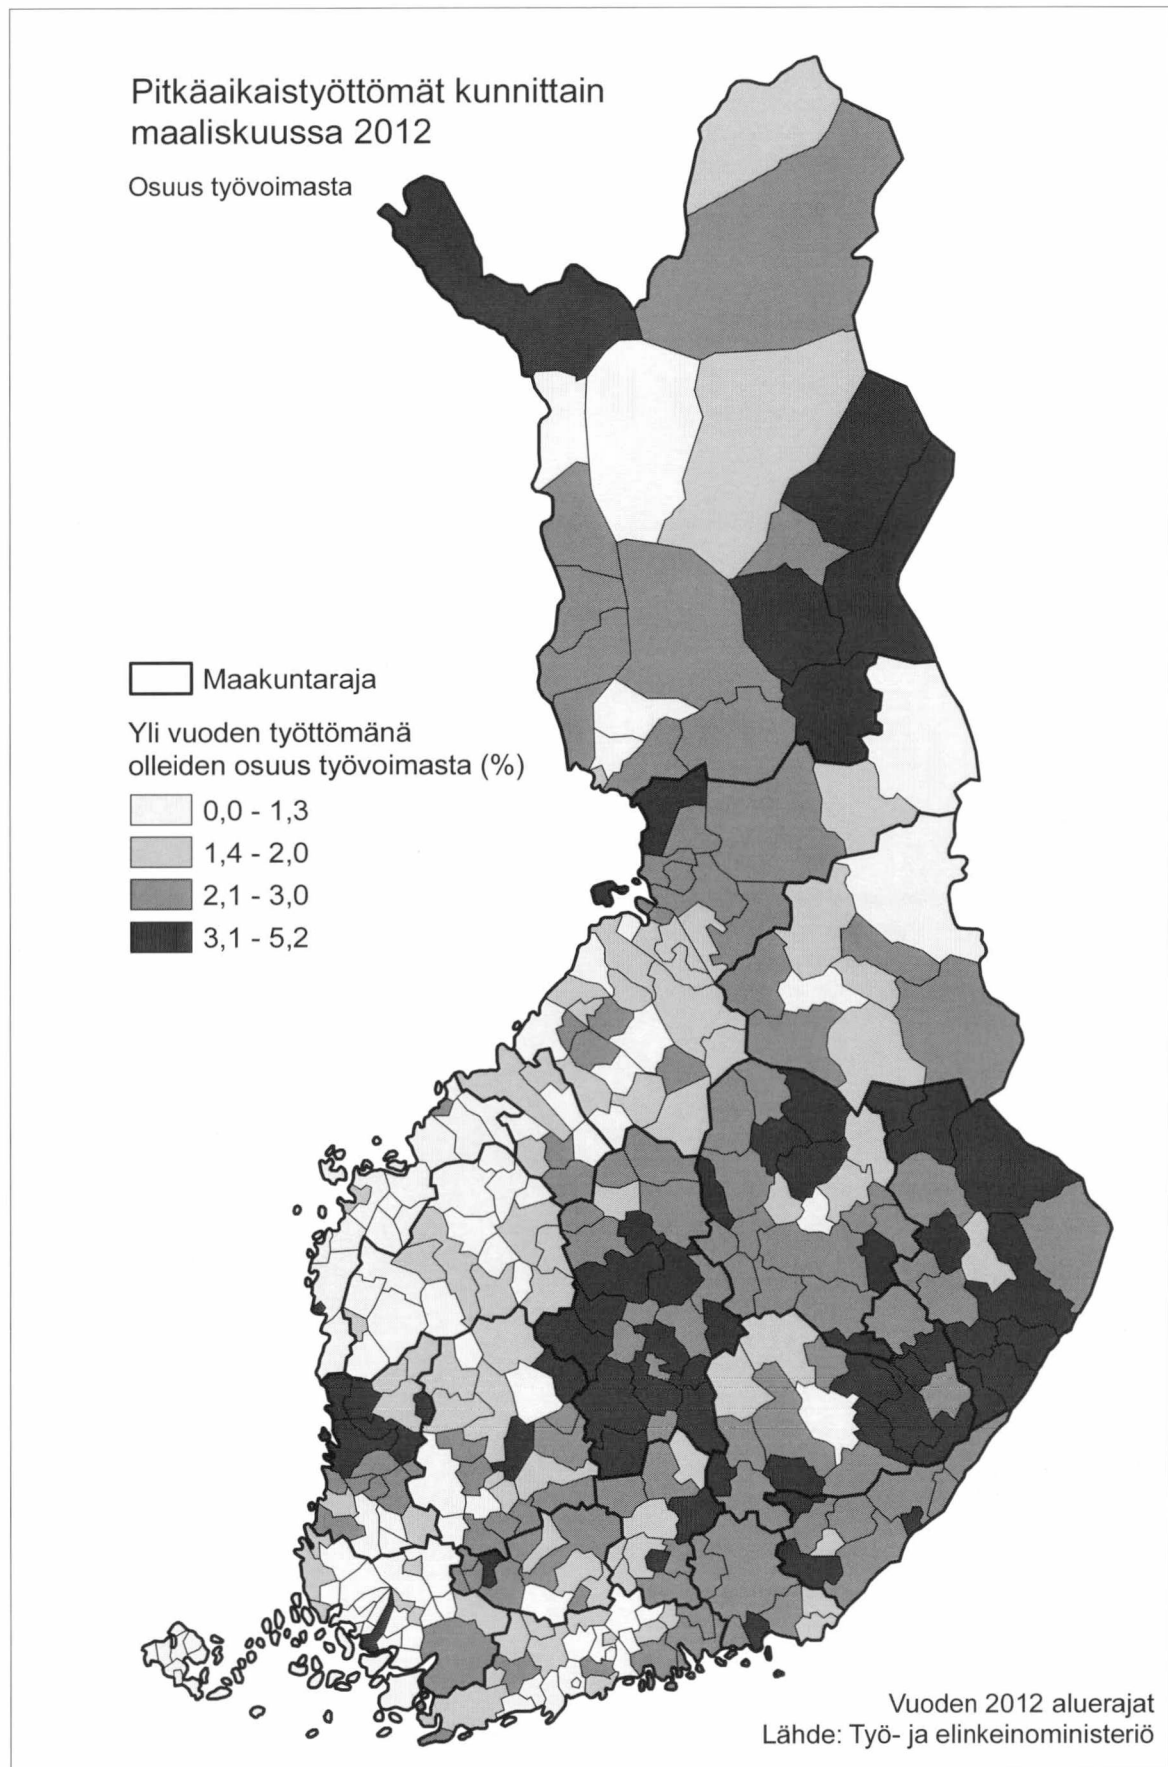 Pitkäaikaistyöttömät kunnittain
maaliskuussa 2012
Osuus työvoimasta
Maakuntaraja
Yli vuoden työttömänä
olleiden osuus työvoimasta (%)
0,0 - 1,3
1,4 - 2,0
2,1 - 3,0
3,1 - 5,2
Vuoden 2012 aluerajat
Lähde: Työ- ja elinkeinoministeriö